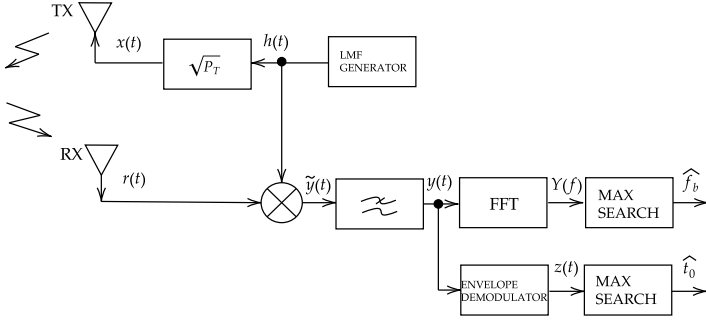 TX
x(t)
√P_T
h(t)
LMF
GENERATOR
RX
r(t)
ỹ(t)
y(t)
FFT
Y(f)
MAX
SEARCH
f̂_b
ENVELOPE
DEMODULATOR
z(t)
MAX
SEARCH
t̂_0